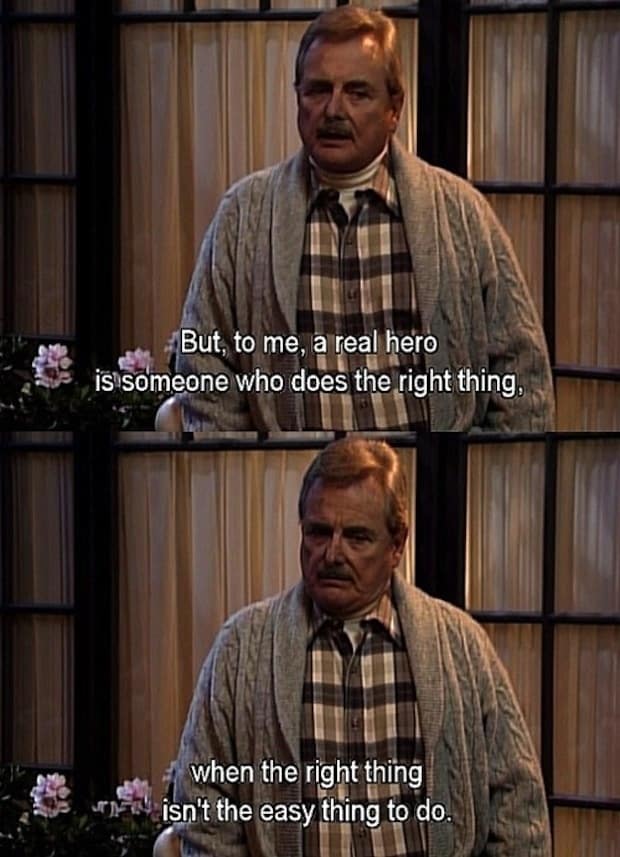 But, to me, a real hero
is someone who does the right thing,
when the right thing
isn't the easy thing to do.